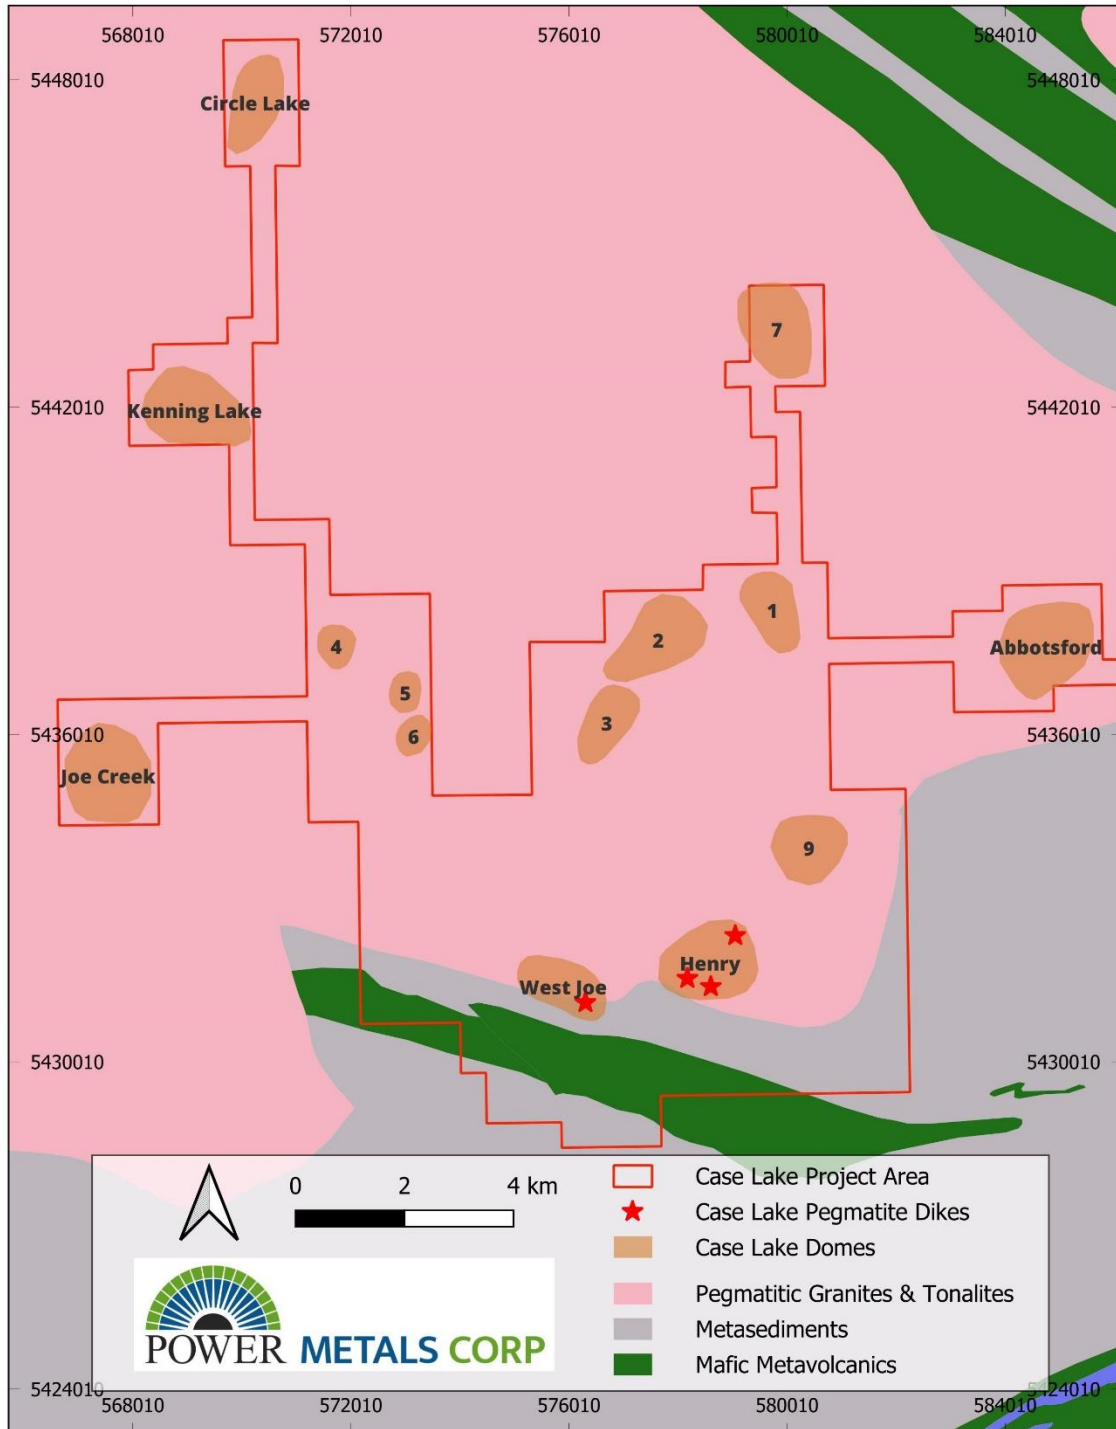 568010 572010 576010 580010 584010
5448010 5448010
Circle Lake
7
5442010 5442010
Kenning Lake
1
2
4
Abbotsford
5
3
6
5436010 5436010
Joe Creek
9
Henry
West Joe
5430010 5430010
0 2 4 km
Case Lake Project Area
Case Lake Pegmatite Dikes
Case Lake Domes
Pegmatitic Granites & Tonalites
Metasediments
Mafic Metavolcanics
POWER METALS CORP
5424010 5424010
568010 572010 576010 580010 584010